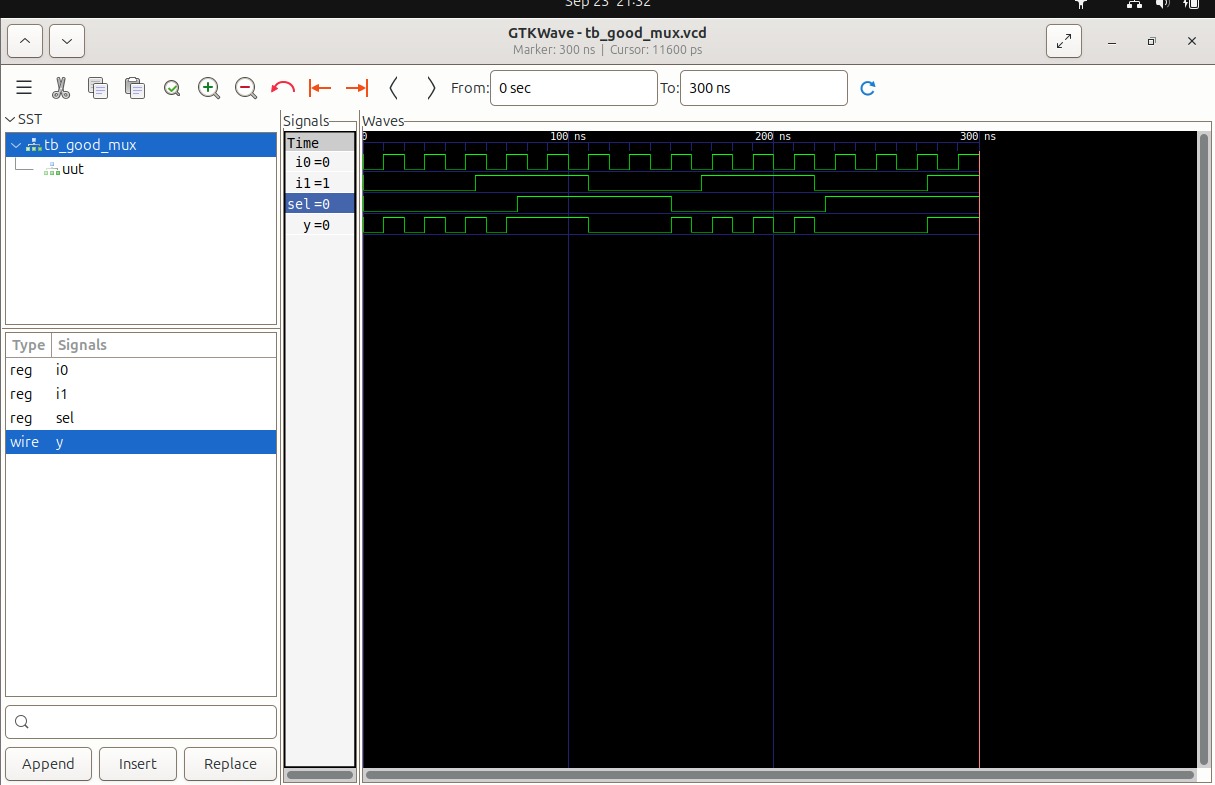 Sep 23 21:32
GTKWave - tb_good_mux.vcd
Marker: 300 ns | Cursor: 11600 ps
From: 0 sec To: 300 ns
SST
tb_good_mux
uut
Type Signals
reg i0
reg i1
reg sel
wire y
Append Insert Replace
Signals
Time
i0 =0
i1 =1
sel =0
y =0
Waves
0 100 ns 200 ns 300 ns